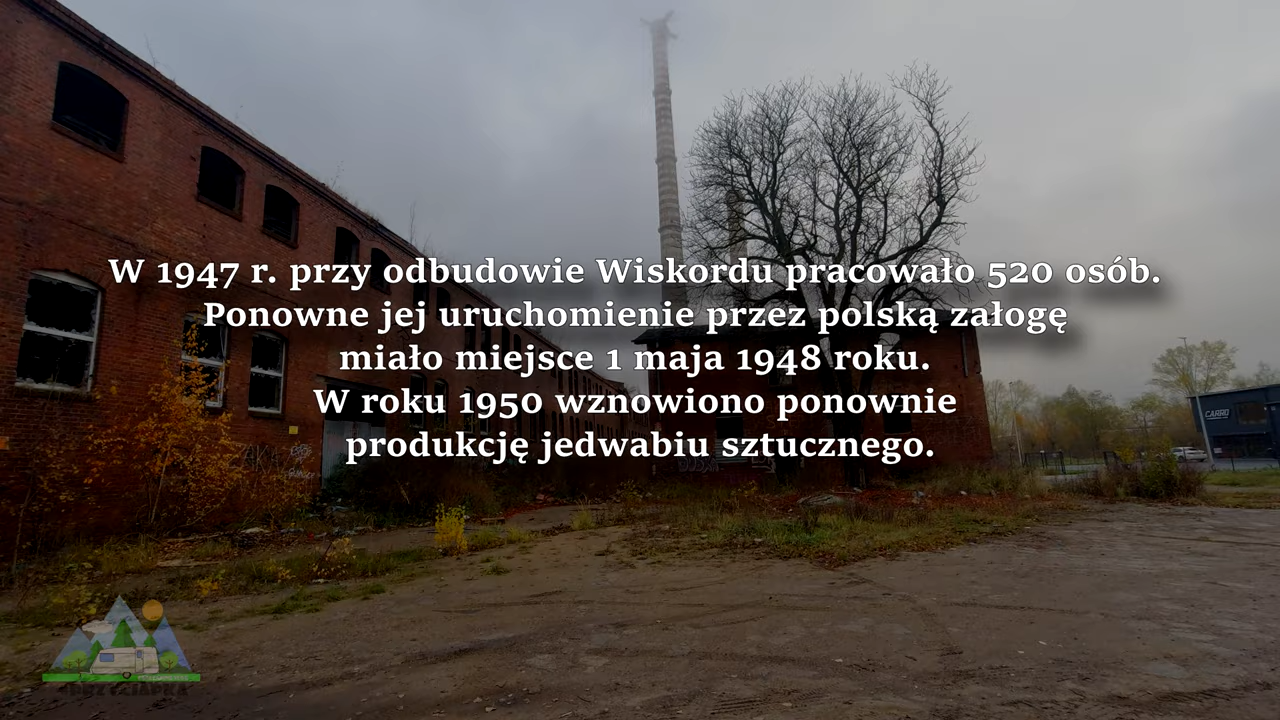 W 1947 r. przy odbudowie Wiskordu pracowało 520 osób.
Ponowne jej uruchomienie przez polską załogę
miało miejsce 1 maja 1948 roku.
W roku 1950 wznowiono ponownie
produkcję jedwabiu sztucznego.
CARRO